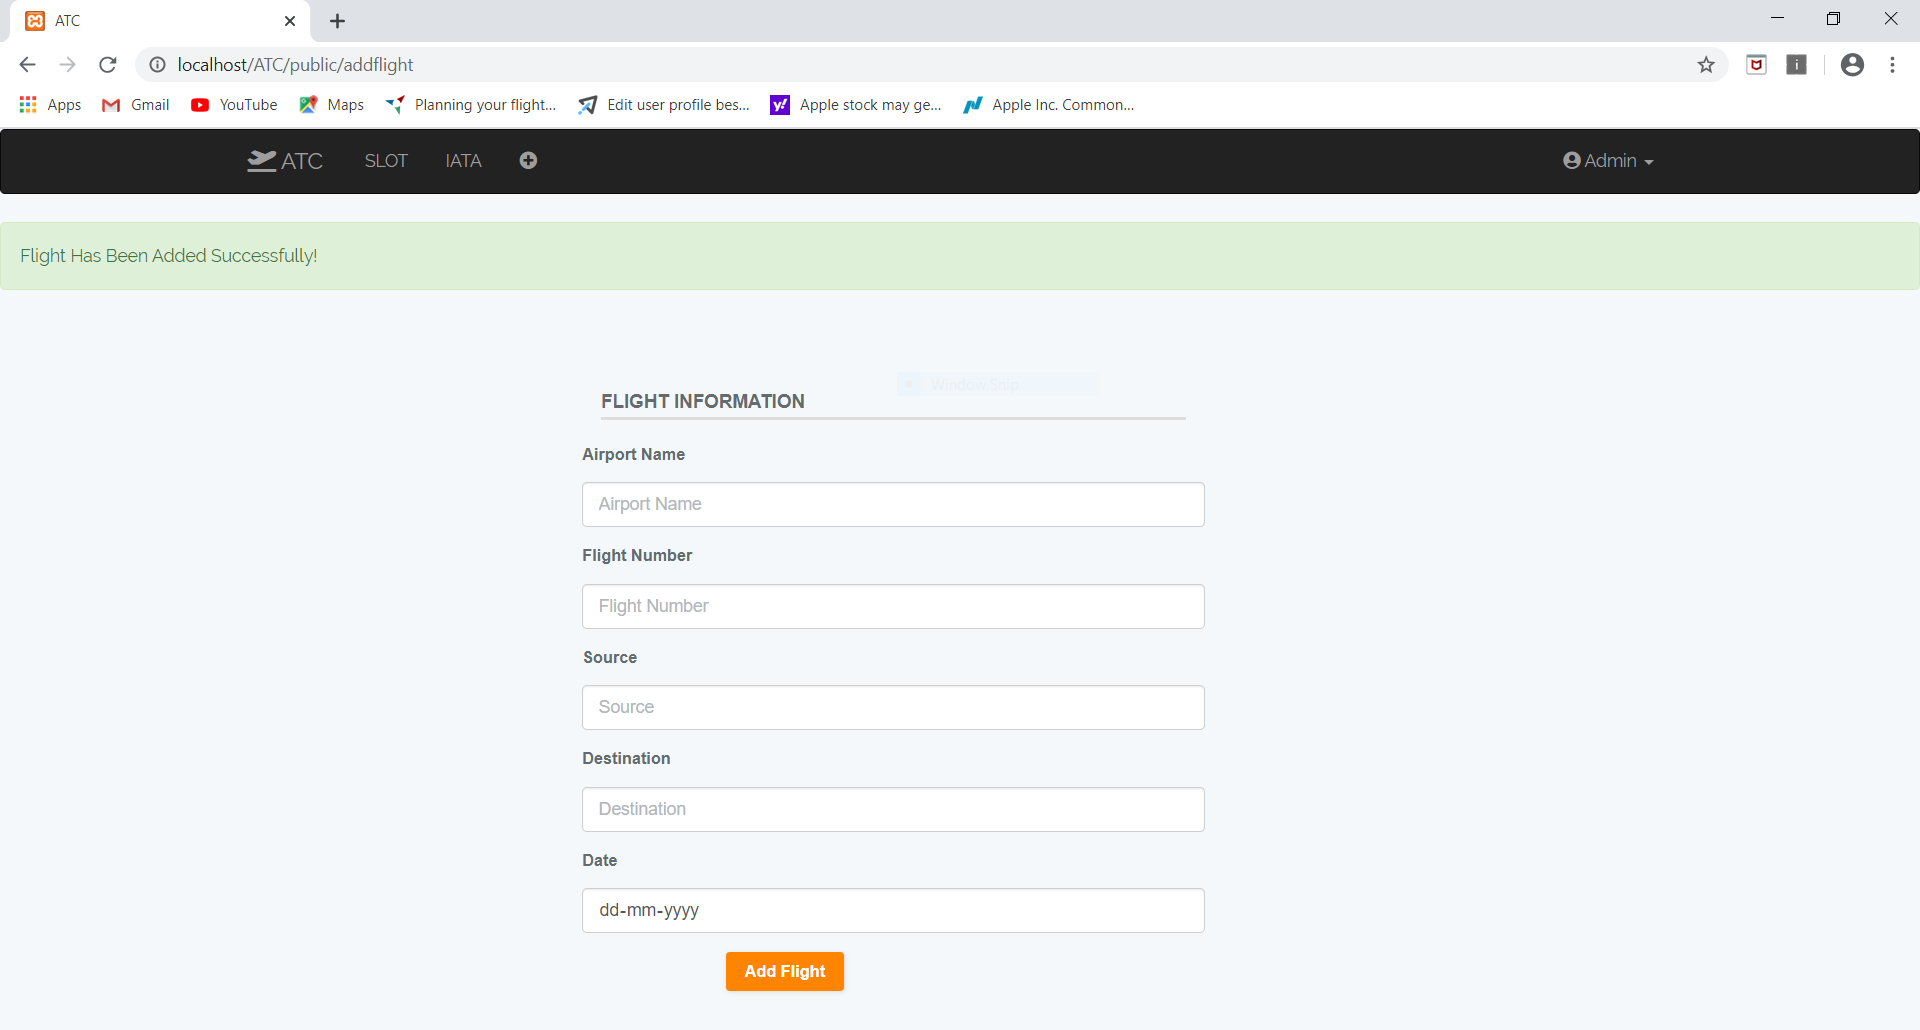 ATC
localhost/ATC/public/addflight
Apps Gmail YouTube Maps Planning your flight... Edit user profile bes... Apple stock may ge... Apple Inc. Common...
ATC SLOT IATA Admin
Flight Has Been Added Successfully!
Window Snip
FLIGHT INFORMATION
Airport Name
Airport Name
Flight Number
Flight Number
Source
Source
Destination
Destination
Date
dd-mm-yyyy
Add Flight